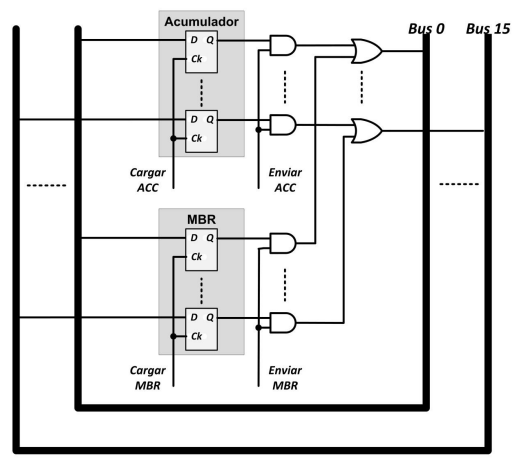 Acumulador
Bus 0 Bus 15
D Q
Ck
D Q
Ck
Cargar
ACC
Enviar
ACC
MBR
D Q
Ck
D Q
Ck
Cargar
MBR
Enviar
MBR